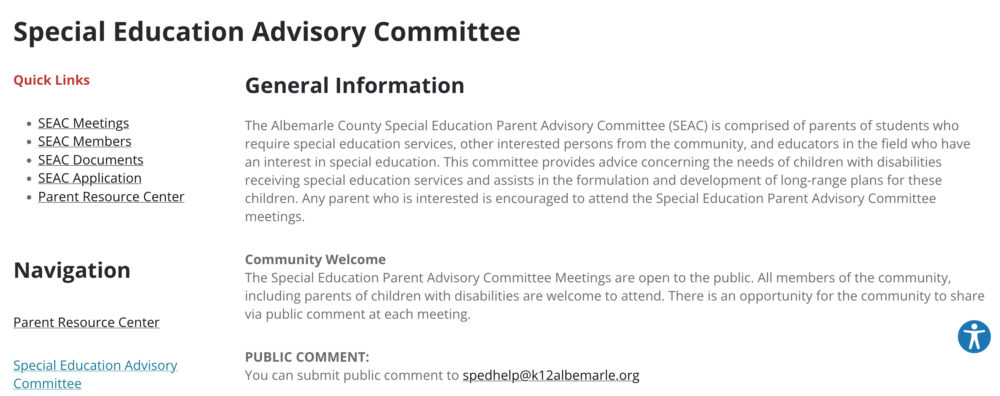 Special Education Advisory Committee
Quick Links
SEAC Meetings
SEAC Members
SEAC Documents
SEAC Application
Parent Resource Center
Navigation
Parent Resource Center
Special Education Advisory
Committee
General Information
The Albemarle County Special Education Parent Advisory Committee (SEAC) is comprised of parents of students who
require special education services, other interested persons from the community, and educators in the field who have
an interest in special education. This committee provides advice concerning the needs of children with disabilities
receiving special education services and assists in the formulation and development of long-range plans for these
children. Any parent who is interested is encouraged to attend the Special Education Parent Advisory Committee
meetings.
Community Welcome
The Special Education Parent Advisory Committee Meetings are open to the public. All members of the community,
including parents of children with disabilities are welcome to attend. There is an opportunity for the community to share
via public comment at each meeting.
PUBLIC COMMENT:
You can submit public comment to spedhelp@k12albemarle.org